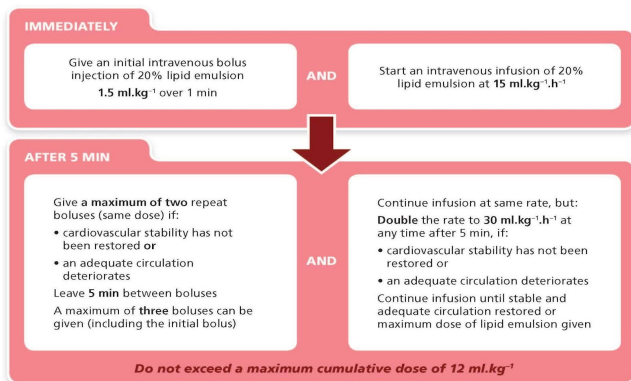 IMMEDIATELY
Give an initial intravenous bolus
injection of 20% lipid emulsion
1.5 ml.kg⁻¹ over 1 min
AND
Start an intravenous infusion of 20%
lipid emulsion at 15 ml.kg⁻¹.h⁻¹
AFTER 5 MIN
Give a maximum of two repeat
boluses (same dose) if:
• cardiovascular stability has not
been restored or
• an adequate circulation
deteriorates
Leave 5 min between boluses
A maximum of three boluses can be
given (including the initial bolus)
AND
Continue infusion at same rate, but:
Double the rate to 30 ml.kg⁻¹.h⁻¹ at
any time after 5 min, if:
• cardiovascular stability has not been
restored or
• an adequate circulation deteriorates
Continue infusion until stable and
adequate circulation restored or
maximum dose of lipid emulsion given
Do not exceed a maximum cumulative dose of 12 ml.kg⁻¹